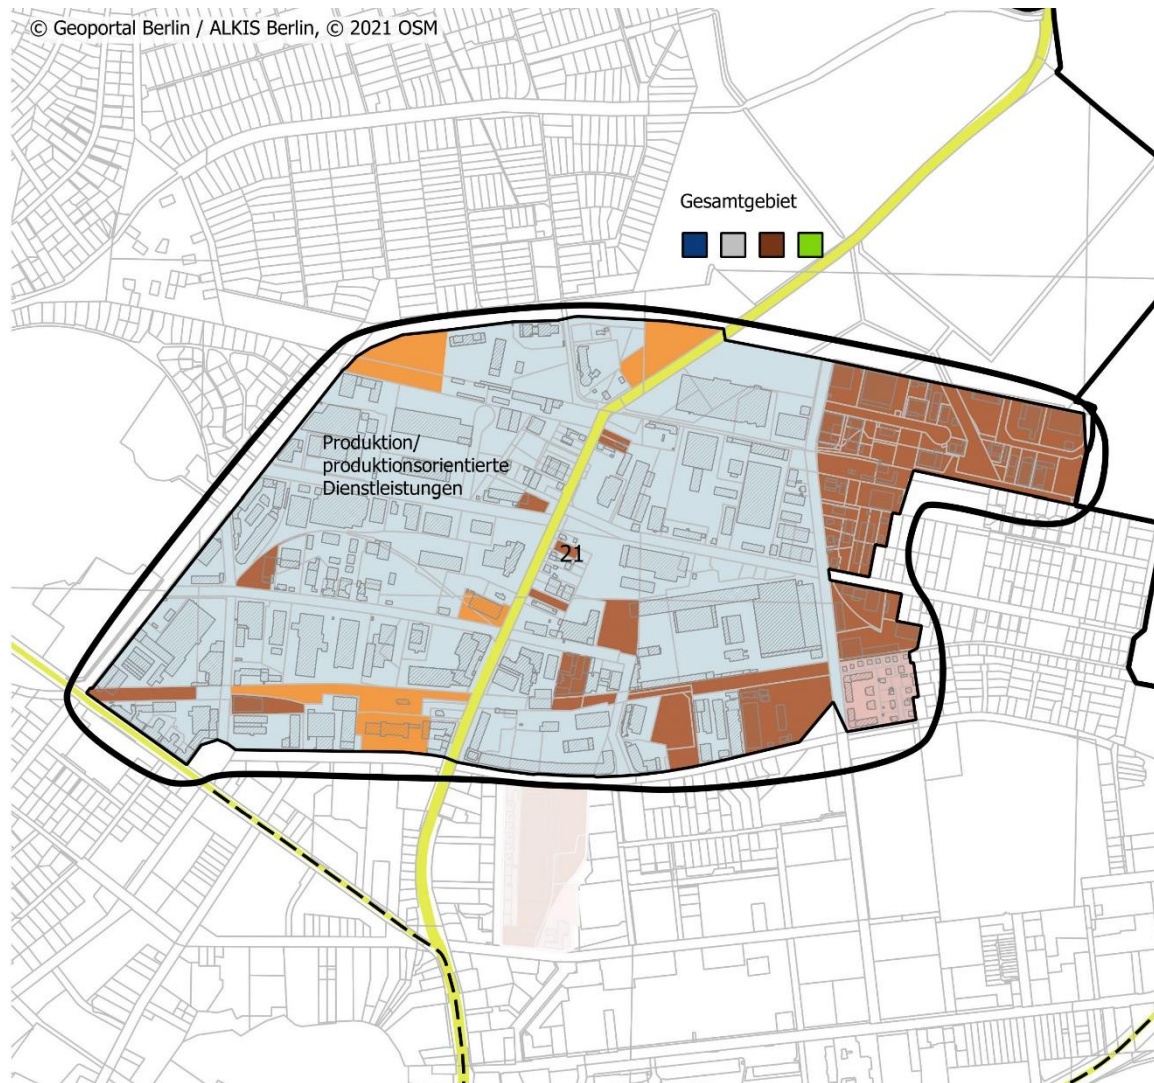 © Geoportal Berlin / ALKIS Berlin, © 2021 OSM
Gesamtgebiet
Produktion/
produktionsorientierte
Dienstleistungen
21